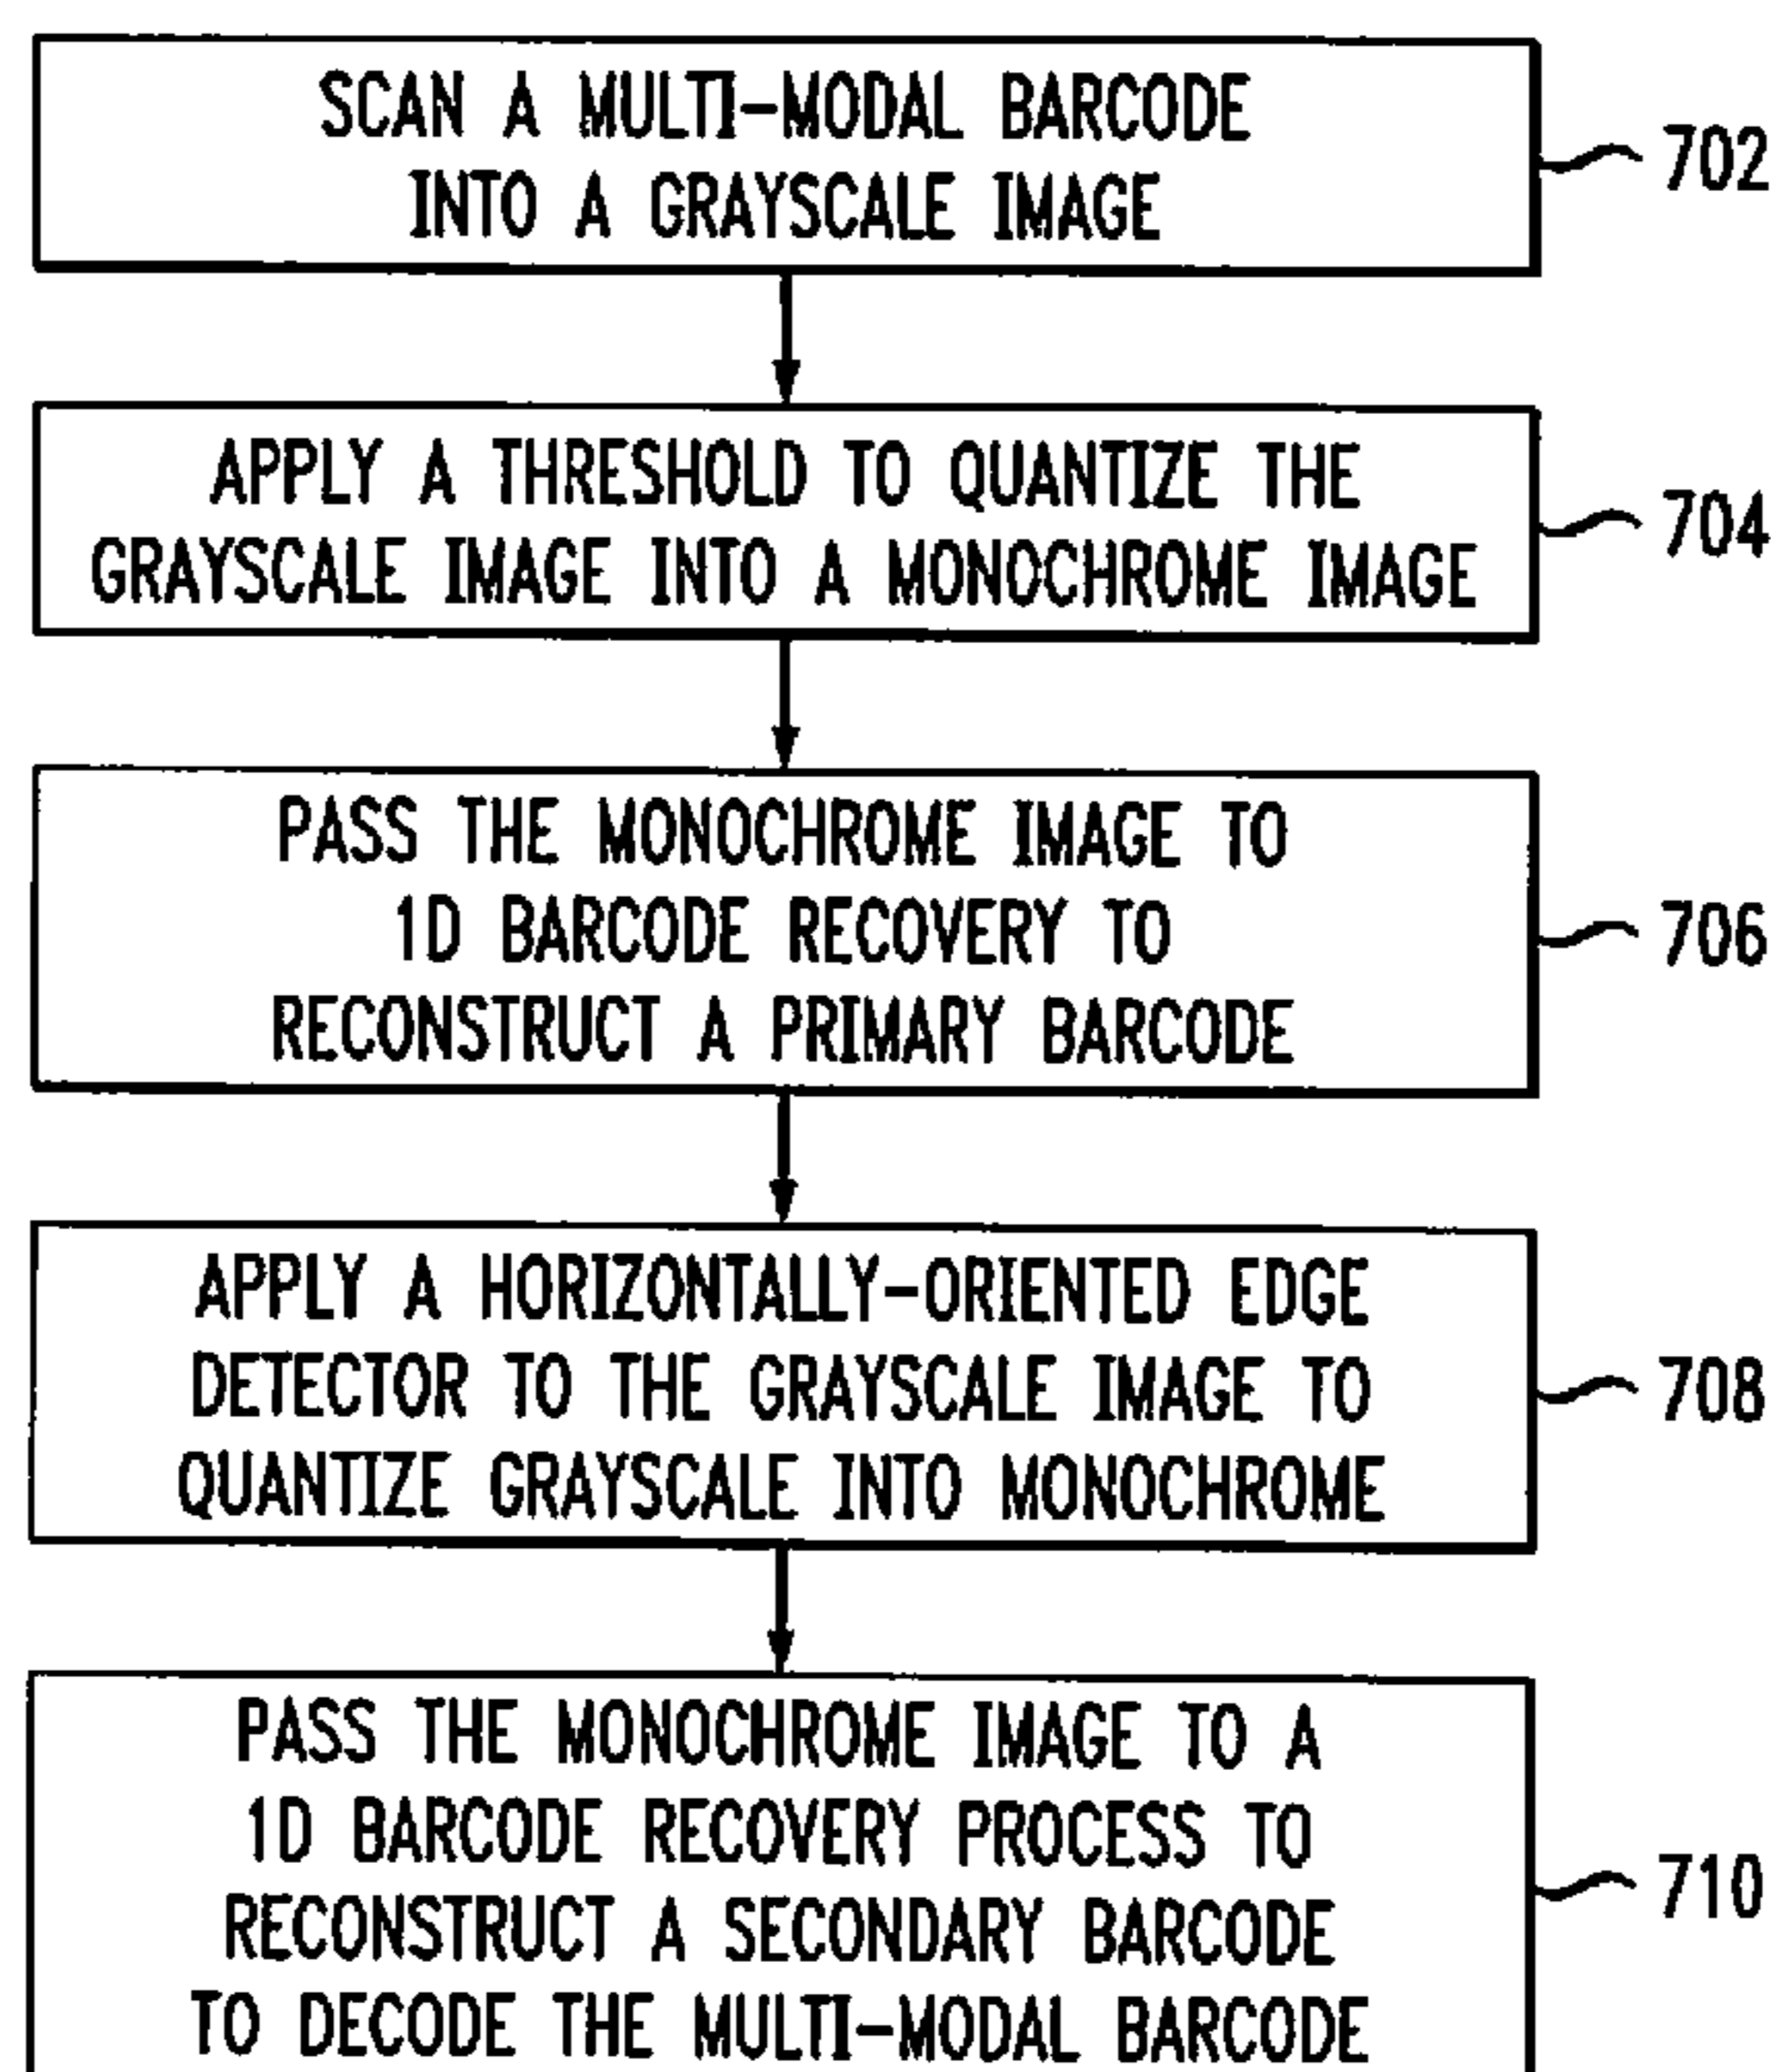 SCAN A MULTI-MODAL BARCODE
INTO A GRAYSCALE IMAGE
702
APPLY A THRESHOLD TO QUANTIZE THE
GRAYSCALE IMAGE INTO A MONOCHROME IMAGE
704
PASS THE MONOCHROME IMAGE TO
1D BARCODE RECOVERY TO
RECONSTRUCT A PRIMARY BARCODE
706
APPLY A HORIZONTALLY-ORIENTED EDGE
DETECTOR TO THE GRAYSCALE IMAGE TO
QUANTIZE GRAYSCALE INTO MONOCHROME
708
PASS THE MONOCHROME IMAGE TO A
1D BARCODE RECOVERY PROCESS TO
RECONSTRUCT A SECONDARY BARCODE
TO DECODE THE MULTI-MODAL BARCODE
710